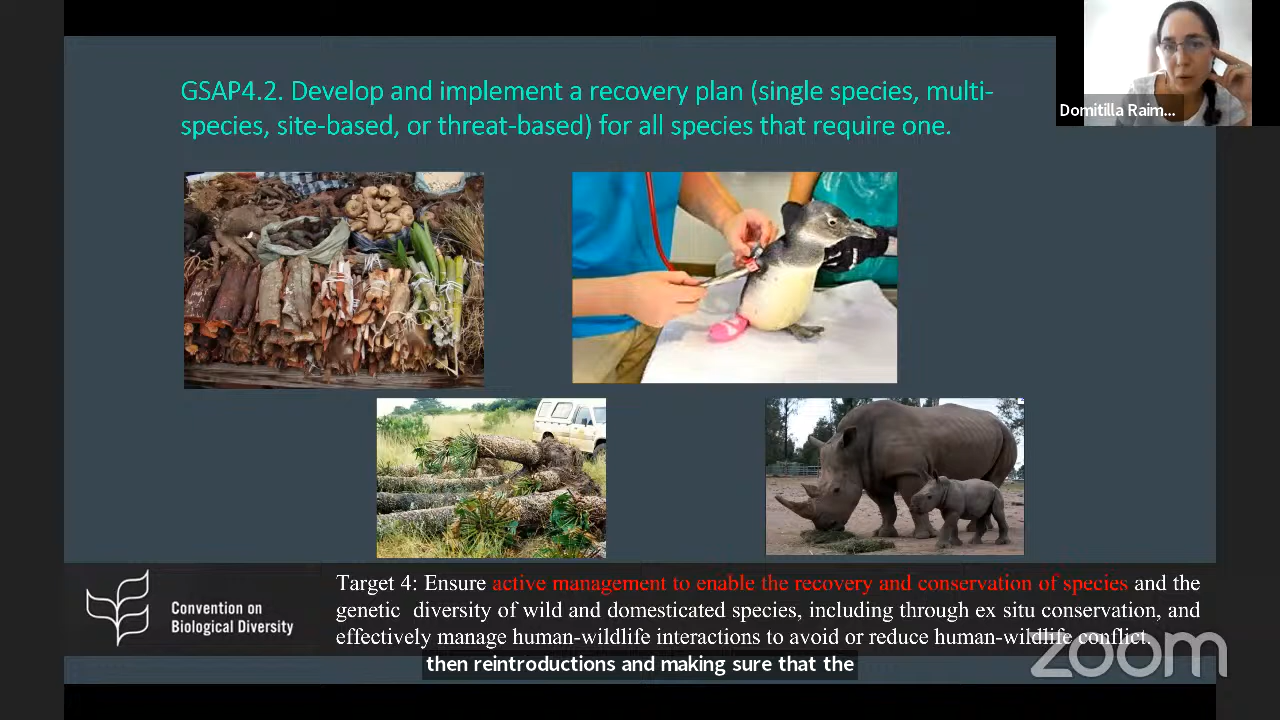 GSAP4.2. Develop and implement a recovery plan (single species, multi-
species, site-based, or threat-based) for all species that require one.
Domitilla Raim...
Convention on
Biological Diversity
Target 4: Ensure active management to enable the recovery and conservation of species and the
genetic diversity of wild and domesticated species, including through ex situ conservation, and
effectively manage human-wildlife interactions to avoid or reduce human-wildlife conflict.
then reintroductions and making sure that the
zoom